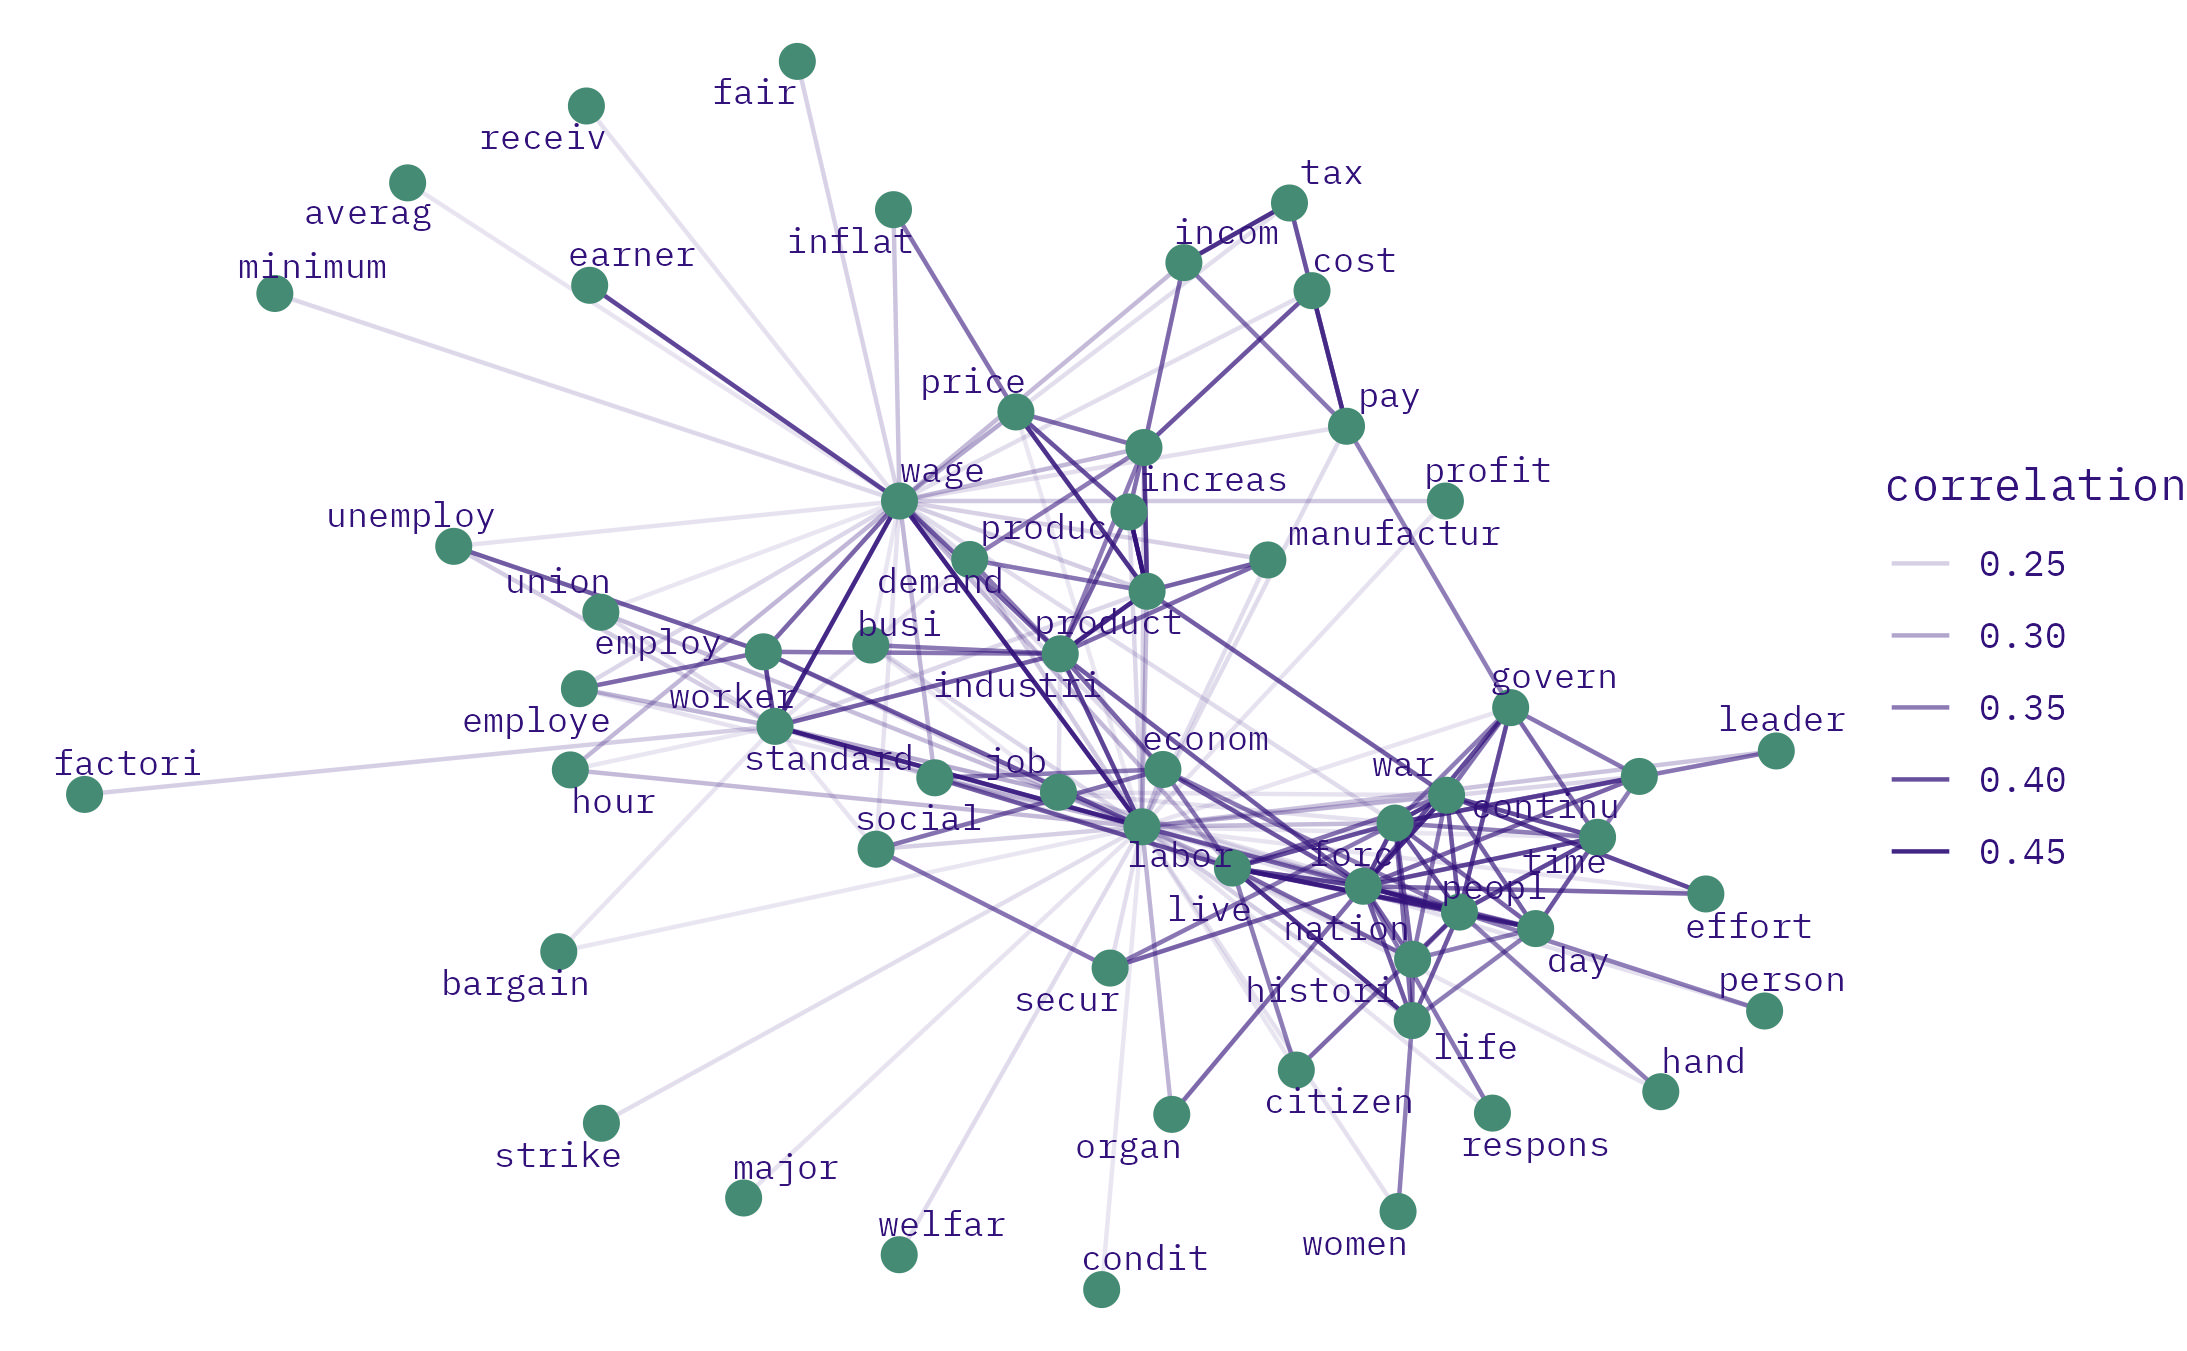 fair
receiv
tax
averag
incom
inflat
earner
cost
minimum
price
pay
wage
profit
increas
correlation
unemploy
produc
manufactur
0.25
union
demand
busi
product
employ
0.30
govern
industri
worker
0.35
employe
leader
econom
factori
standard
job
war
0.40
hour
continu
social
labor
forc
time
0.45
peopl
live
nation
effort
day
bargain
person
secur
histori
life
hand
citizen
organ
respons
strike
major
welfar
women
condit